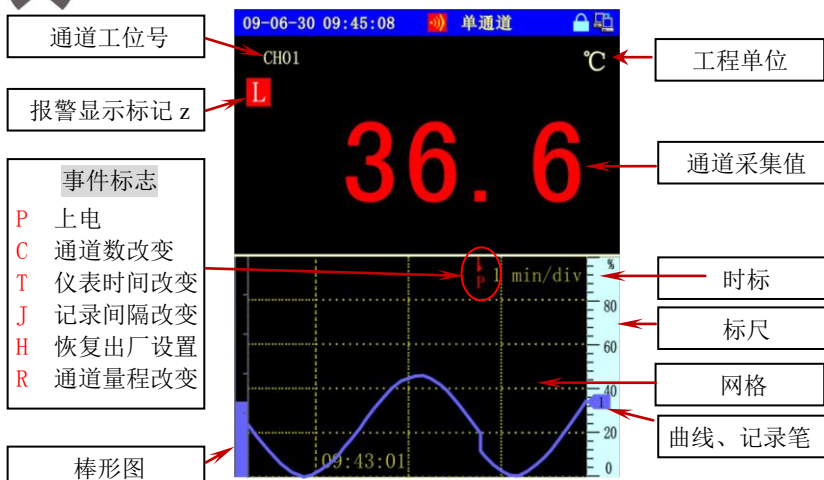 09-06-30 09:45:08 单通道
通道工位号
CH01
℃
工程单位
报警显示标记 z
L
36.6
通道采集值
事件标志
P 上电
C 通道数改变
T 仪表时间改变
J 记录间隔改变
H 恢复出厂设置
R 通道量程改变
P
1 min/div
%
时标
80
标尺
60
网格
40
1
曲线、记录笔
20
09:43:01
0
棒形图